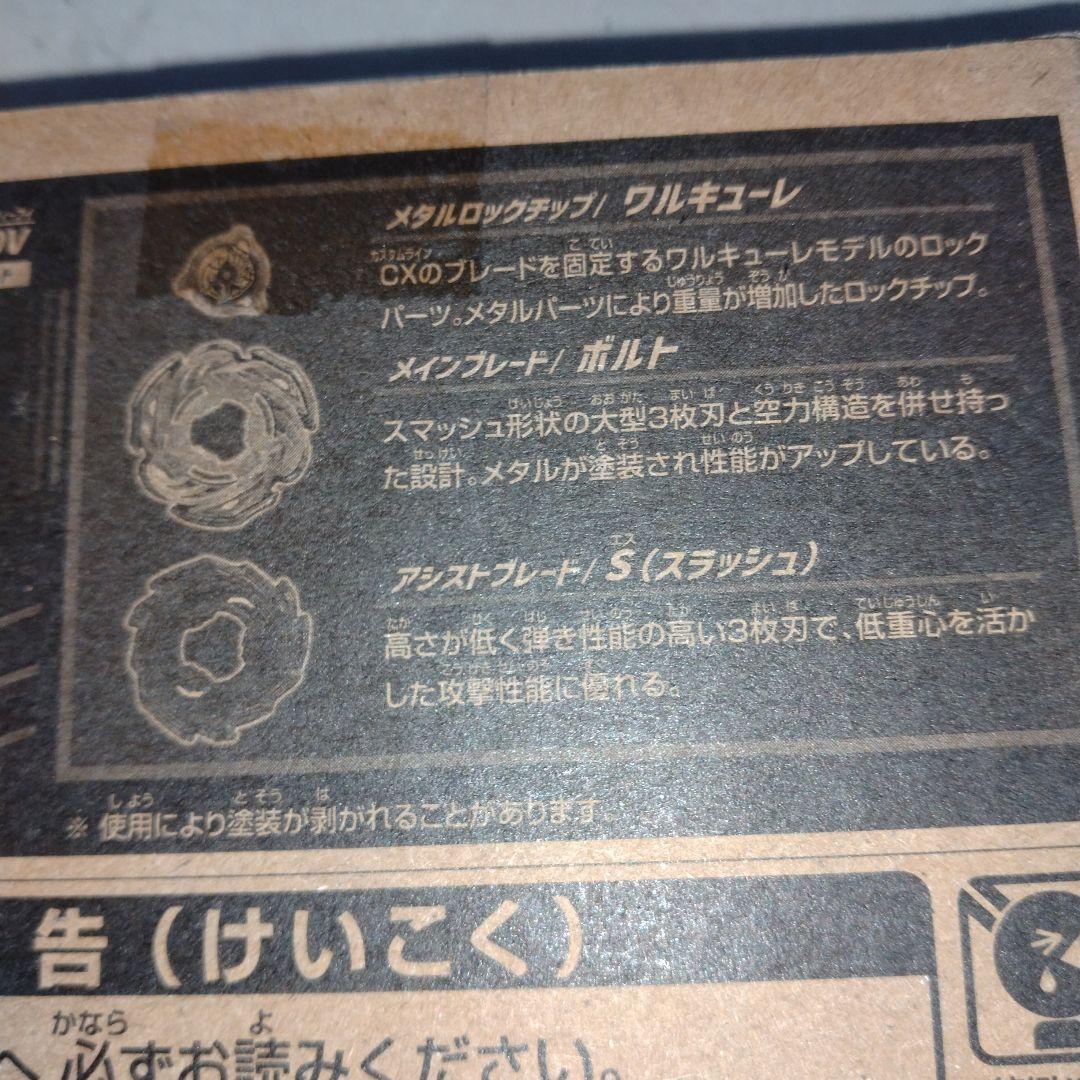 メタルロックチップ/ ワルキューレ
CXのブレードを固定するワルキューレモデルのロック
パーツ。メタルパーツにより重量が増加したロックチップ。
メインブレード/ ボルト
スマッシュ形状の大型3枚刃と空力構造を併せ持っ
た設計。メタルが塗装され性能がアップしている。
アシストブレード/ S(スラッシュ)
高さが低く弾き性能の高い3枚刃で、低重心を活か
した攻撃性能に優れる。
※ 使用により塗装が剥がれることがあります。
告(けいこく)
へ必ずお読みください。